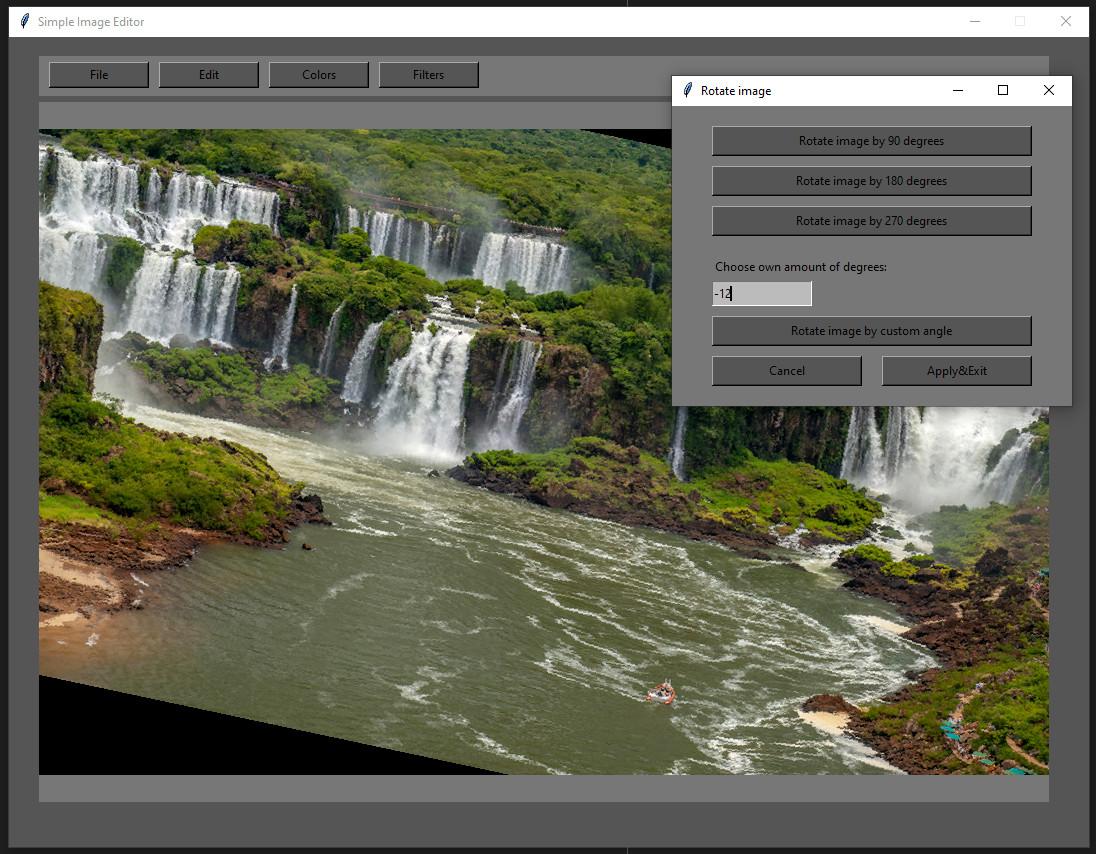 Simple Image Editor
File
Edit
Colors
Filters
Rotate image
Rotate image by 90 degrees
Rotate image by 180 degrees
Rotate image by 270 degrees
Choose own amount of degrees:
-12
Rotate image by custom angle
Cancel
Apply&Exit